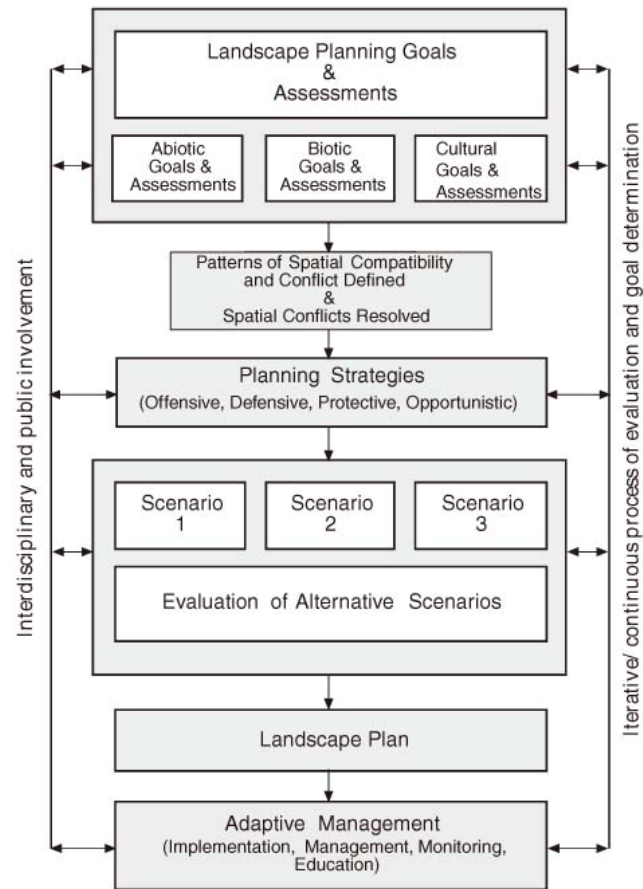 Landscape Planning Goals
&
Assessments
Abiotic
Goals &
Assessments
Biotic
Goals &
Assessments
Cultural
Goals &
Assessments
Patterns of Spatial Compatibility
and Conflict Defined
&
Spatial Conflicts Resolved
Planning Strategies
(Offensive, Defensive, Protective, Opportunistic)
Scenario
1
Scenario
2
Scenario
3
Evaluation of Alternative Scenarios
Landscape Plan
Adaptive Management
(Implementation, Management, Monitoring,
Education)
Interdisciplinary and public involvement
Iterative/ continuous process of evaluation and goal determination